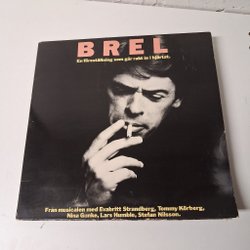 BREL
En föreställning som går rakt in i hjärtat.
Från musicalen med Evabritt Strandberg, Tommy Körberg,
Nina Gunke, Lars Humble, Stefan Nilsson.